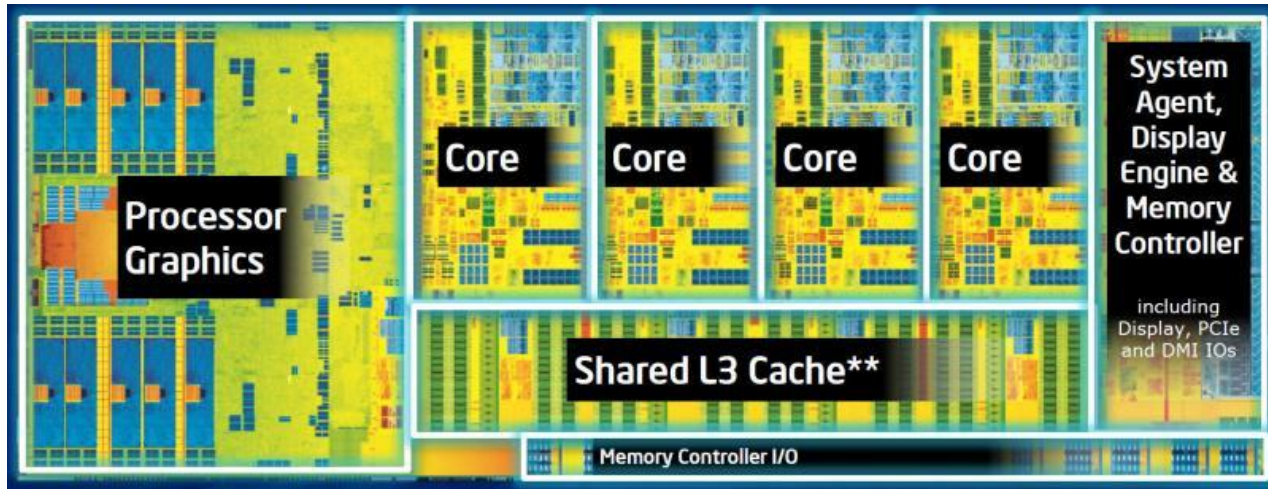 Processor
Graphics
Core
Core
Core
Core
System
Agent,
Display
Engine &
Memory
Controller
including
Display, PCIe
and DMI IOs
Shared L3 Cache**
Memory Controller I/O